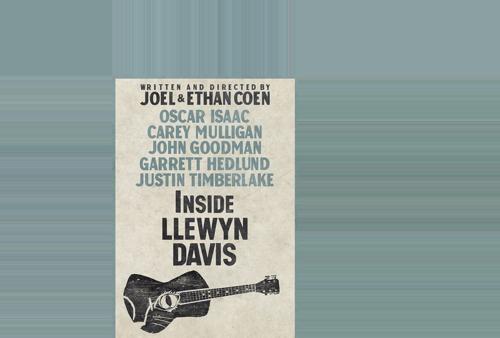 WRITTEN AND DIRECTED BY
JOEL & ETHAN COEN
OSCAR ISAAC
CAREY MULLIGAN
JOHN GOODMAN
GARRETT HEDLUND
JUSTIN TIMBERLAKE
INSIDE
LLEWYN
DAVIS